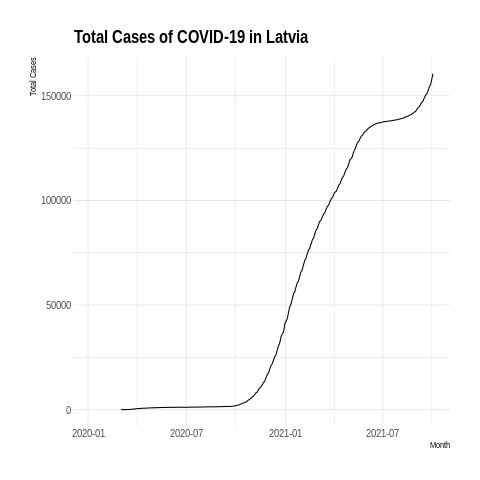 Total Cases of COVID-19 in Latvia
Total Cases
150000
100000
50000
0
2020-01 2020-07 2021-01 2021-07
Month